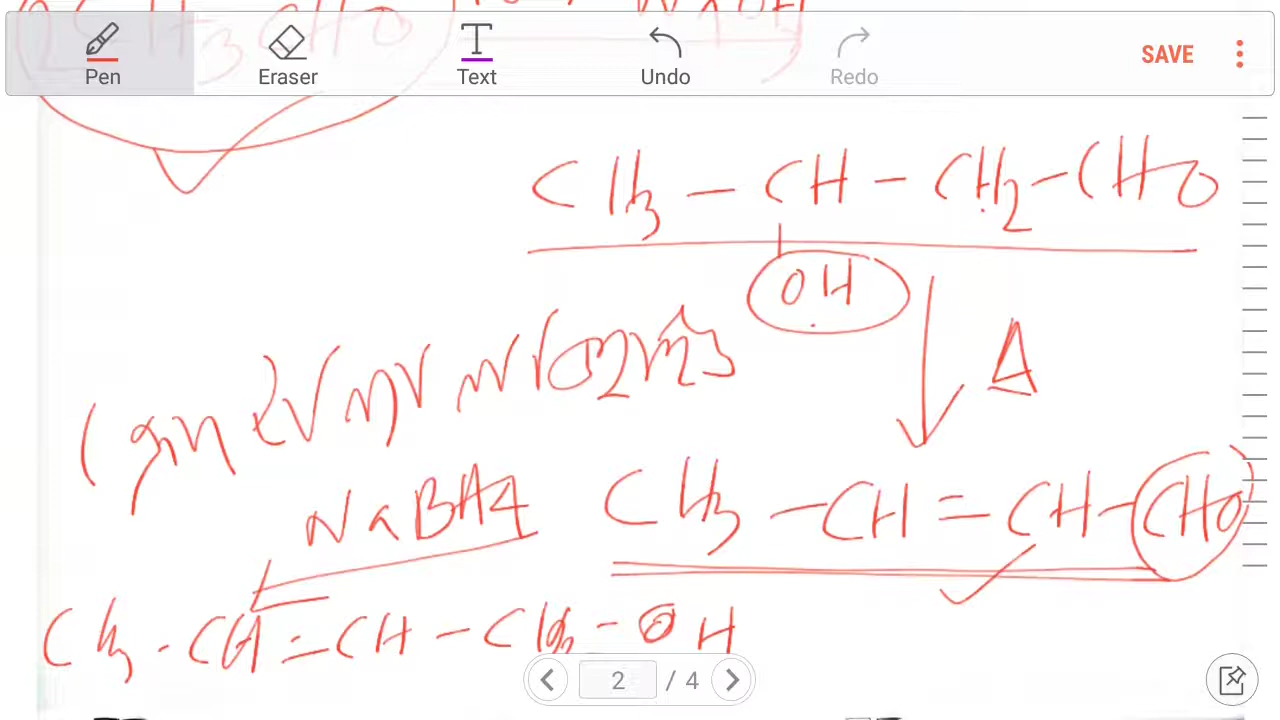 2CH3CHO
Pen Eraser Text Undo Redo SAVE
CH3 – CH – CH2 – CHO
OH
Δ
NaBH4
CH3 – CH = CH – CHO
CH3 - CH = CH – CH2 – OH
2 / 4